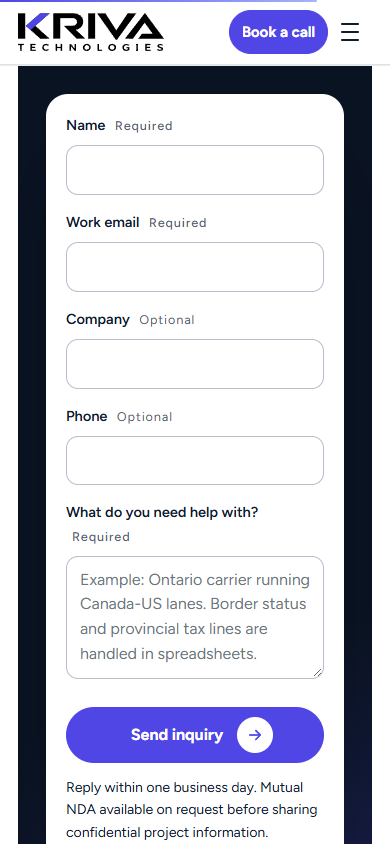 KRIVA
TECHNOLOGIES
Book a call
Name Required
Work email Required
Company Optional
Phone Optional
What do you need help with?
Required
Example: Ontario carrier running
Canada-US lanes. Border status
and provincial tax lines are
handled in spreadsheets.
Send inquiry
Reply within one business day. Mutual
NDA available on request before sharing
confidential project information.